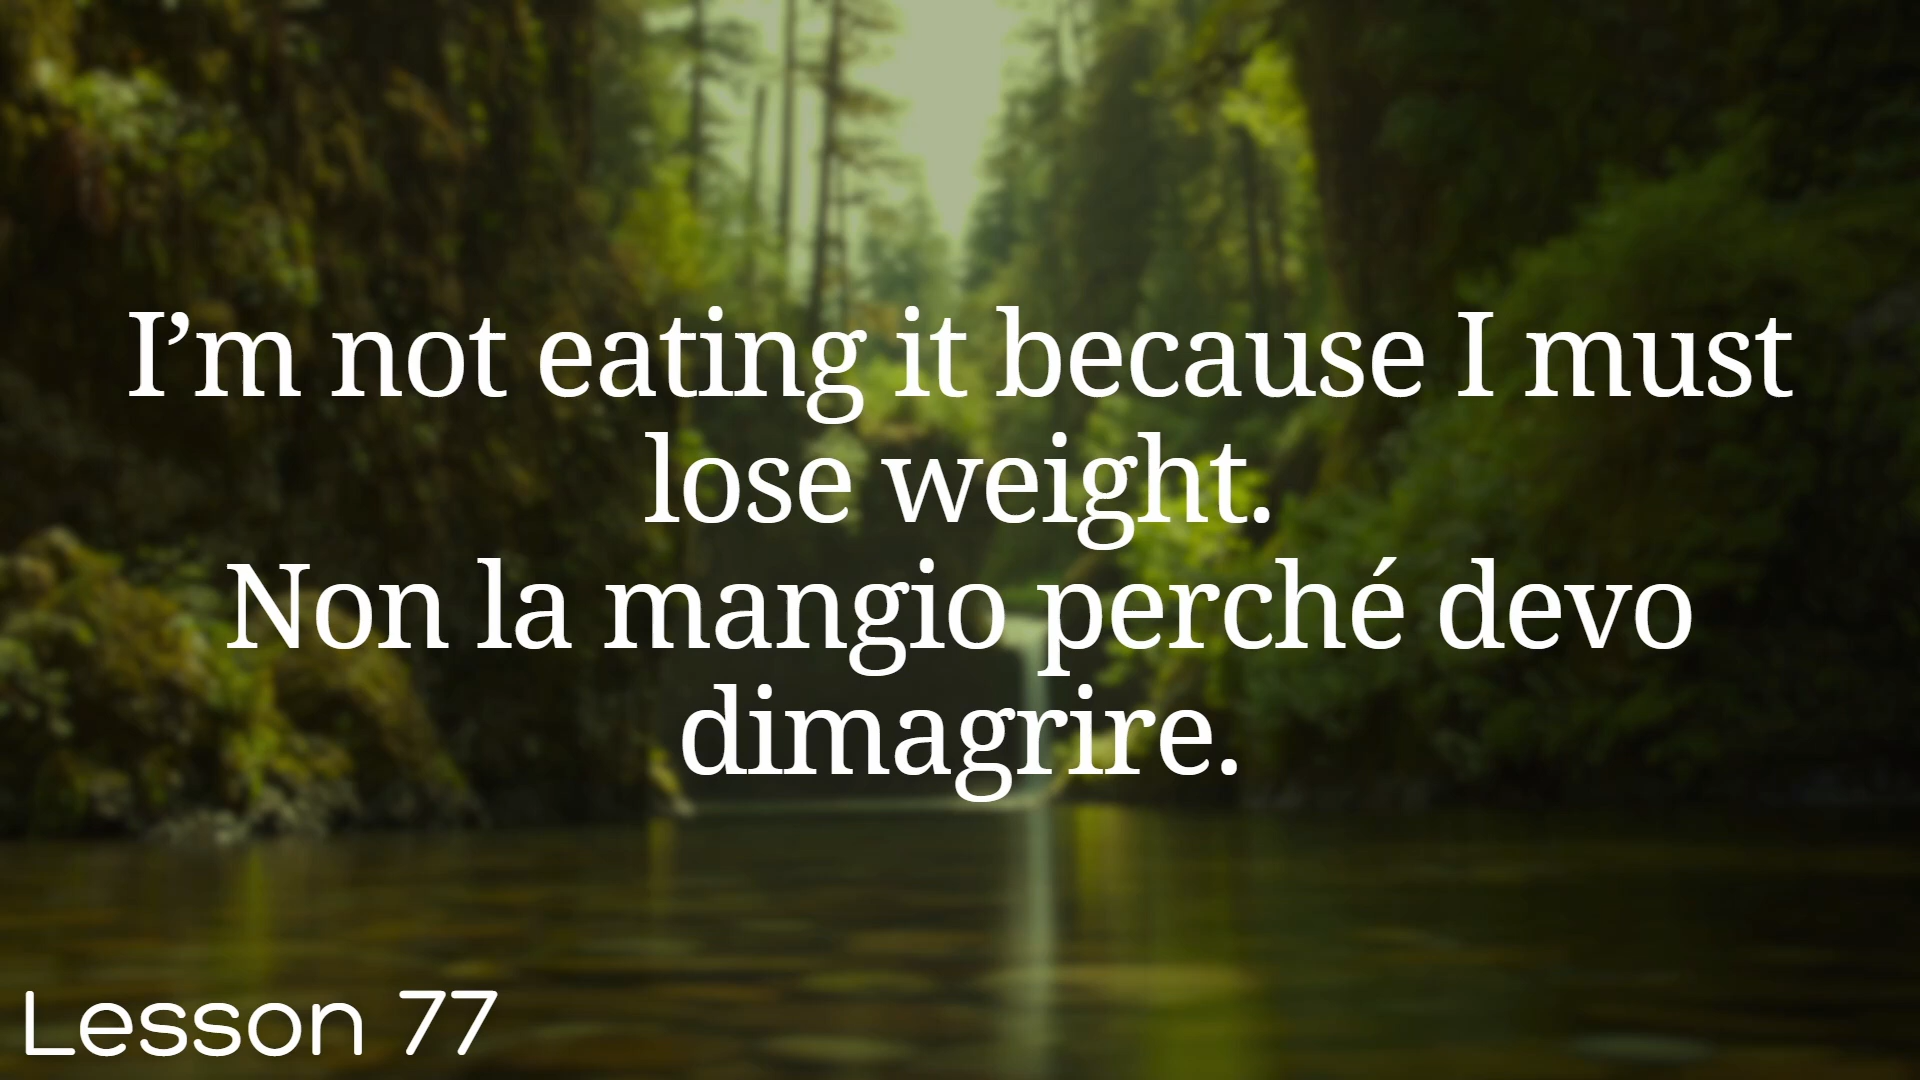 I’m not eating it because I must
lose weight.
Non la mangio perché devo
dimagrire.
Lesson 77